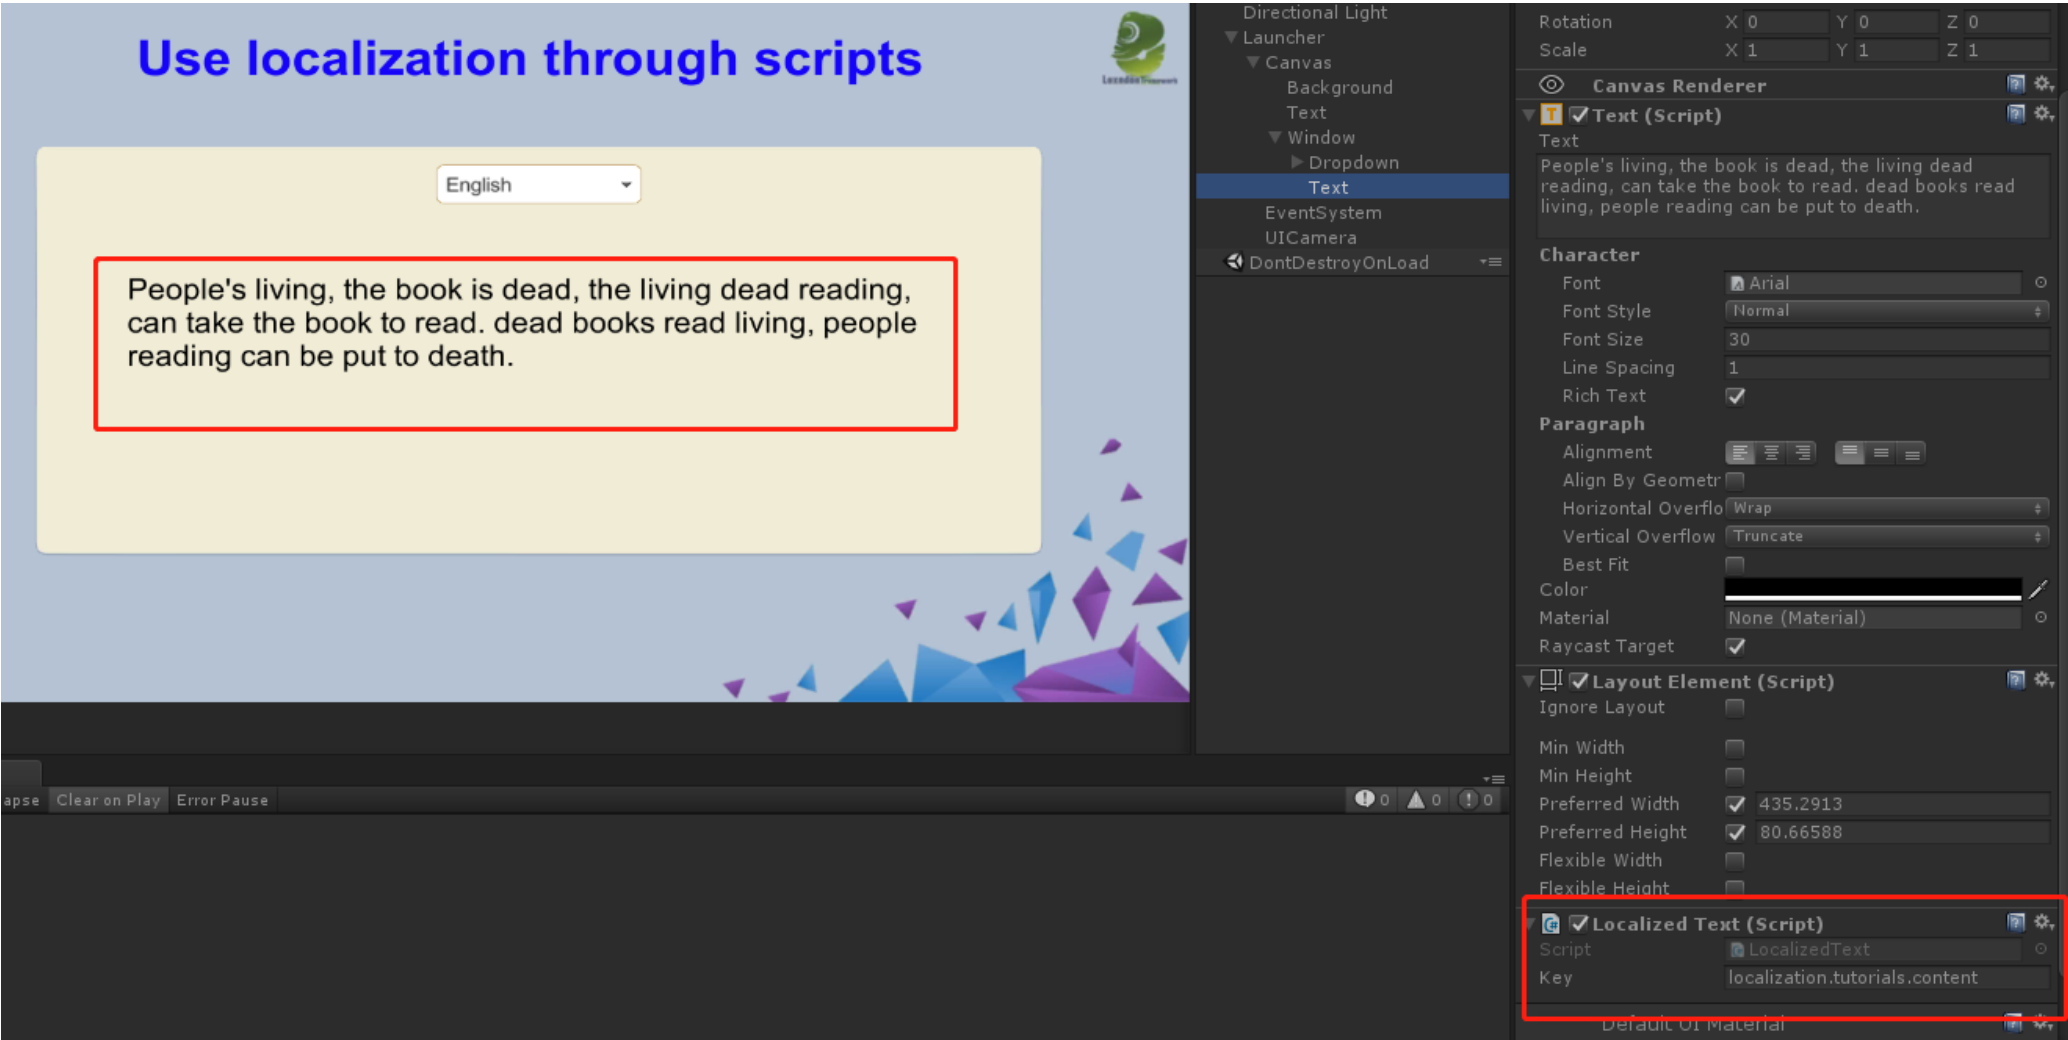 Use localization through scripts
English
People's living, the book is dead, the living dead reading,
can take the book to read. dead books read living, people
reading can be put to death.
apse Clear on Play Error Pause
0 0 0
Directional Light
Launcher
Canvas
Background
Text
Window
Dropdown
Text
EventSystem
UICamera
DontDestroyOnLoad
Rotation X 0 Y 0 Z 0
Scale X 1 Y 1 Z 1
Canvas Renderer
Text (Script)
Text
People's living, the book is dead, the living dead
reading, can take the book to read. dead books read
living, people reading can be put to death.
Character
Font Arial
Font Style Normal
Font Size 30
Line Spacing 1
Rich Text
Paragraph
Alignment
Align By Geometr
Horizontal Overflo Wrap
Vertical Overflow Truncate
Best Fit
Color
Material None (Material)
Raycast Target
Layout Element (Script)
Ignore Layout
Min Width
Min Height
Preferred Width 435.2913
Preferred Height 80.66588
Flexible Width
Flexible Height
Localized Text (Script)
Script LocalizedText
Key localization.tutorials.content
Default UI Material